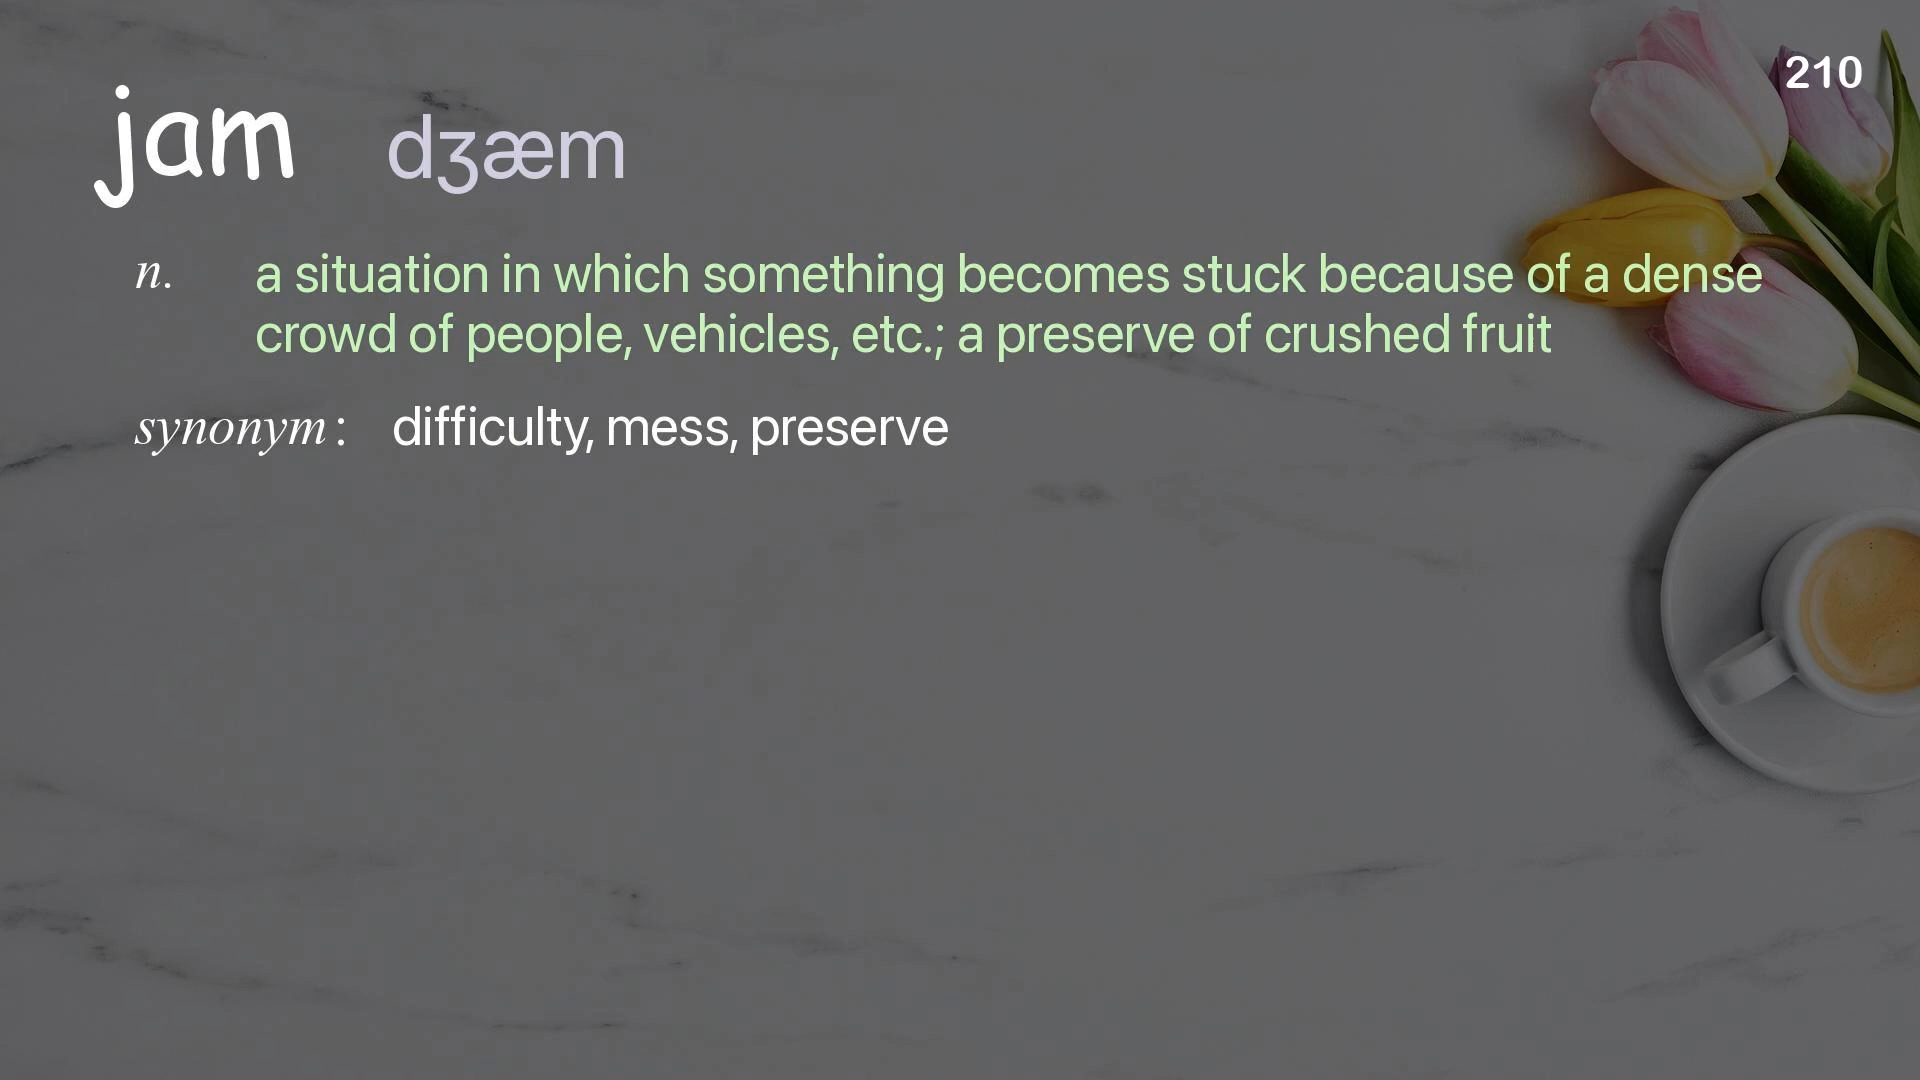 210
jam dʒæm
n. a situation in which something becomes stuck because of a dense
crowd of people, vehicles, etc.; a preserve of crushed fruit
synonym: difficulty, mess, preserve